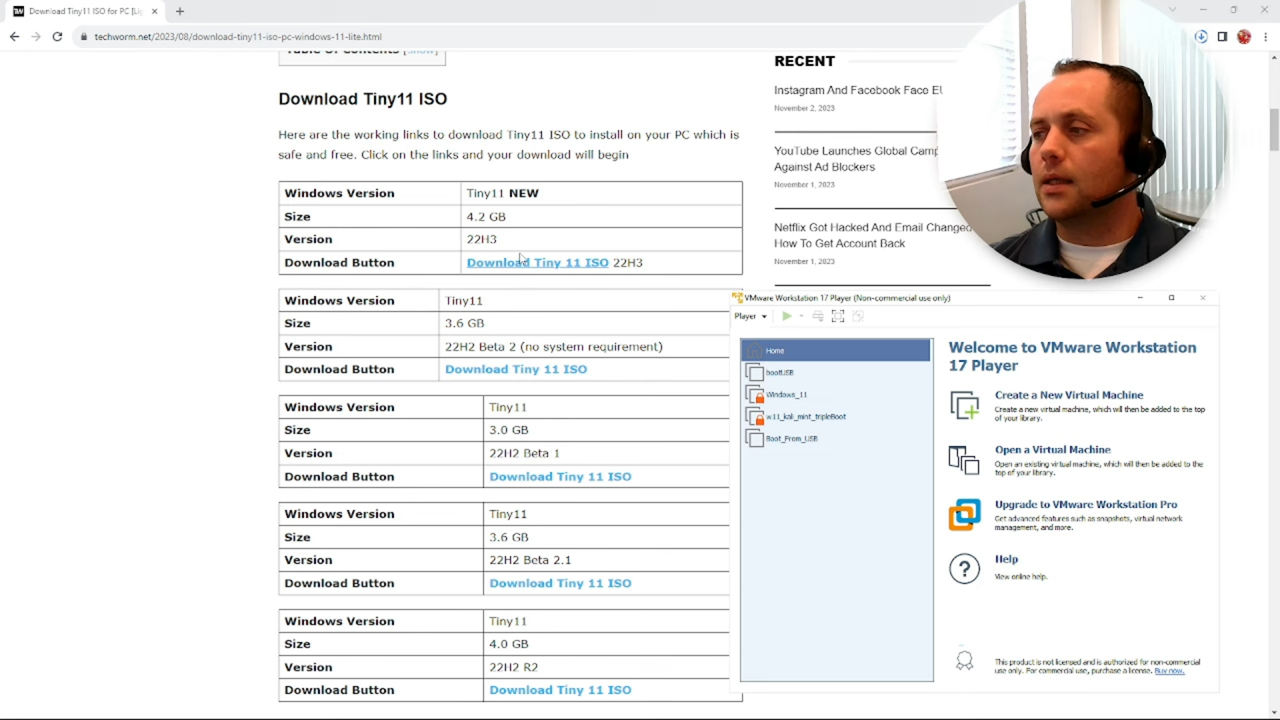 Download Tiny11 ISO for PC [Lig
techworm.net/2023/08/download-tiny11-iso-pc-windows-11-lite.html
Table Of Contents [show]
Download Tiny11 ISO
Here are the working links to download Tiny11 ISO to install on your PC which is
safe and free. Click on the links and your download will begin
Windows Version Tiny11 NEW
Size 4.2 GB
Version 22H3
Download Button Download Tiny 11 ISO 22H3
Windows Version Tiny11
Size 3.6 GB
Version 22H2 Beta 2 (no system requirement)
Download Button Download Tiny 11 ISO
Windows Version Tiny11
Size 3.0 GB
Version 22H2 Beta 1
Download Button Download Tiny 11 ISO
Windows Version Tiny11
Size 3.6 GB
Version 22H2 Beta 2.1
Download Button Download Tiny 11 ISO
Windows Version Tiny11
Size 4.0 GB
Version 22H2 R2
Download Button Download Tiny 11 ISO
RECENT
Instagram And Facebook Face EU
November 2, 2023
YouTube Launches Global Camp
Against Ad Blockers
November 1, 2023
Netflix Got Hacked And Email Changed
How To Get Account Back
November 1, 2023
VMware Workstation 17 Player (Non-commercial use only)
Player
Home
bootUSB
Windows_11
w11_kali_mint_tripleBoot
Boot_From_USB
Welcome to VMware Workstation
17 Player
Create a New Virtual Machine
Create a new virtual machine, which will then be added to the top
of your library.
Open a Virtual Machine
Open an existing virtual machine, which will then be added to the
top of your library.
Upgrade to VMware Workstation Pro
Get advanced features such as snapshots, virtual network
management, and more.
Help
View online help.
This product is not licensed and is authorized for non-commercial
use only. For commercial use, purchase a license. Buy now.